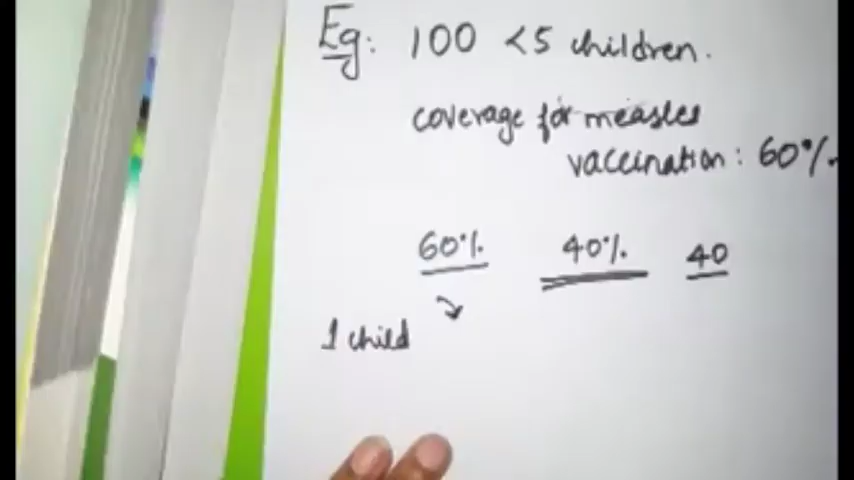 Eg: 100 <5 children.
coverage for measles
vaccination: 60%.
60% 40% 40
1 child